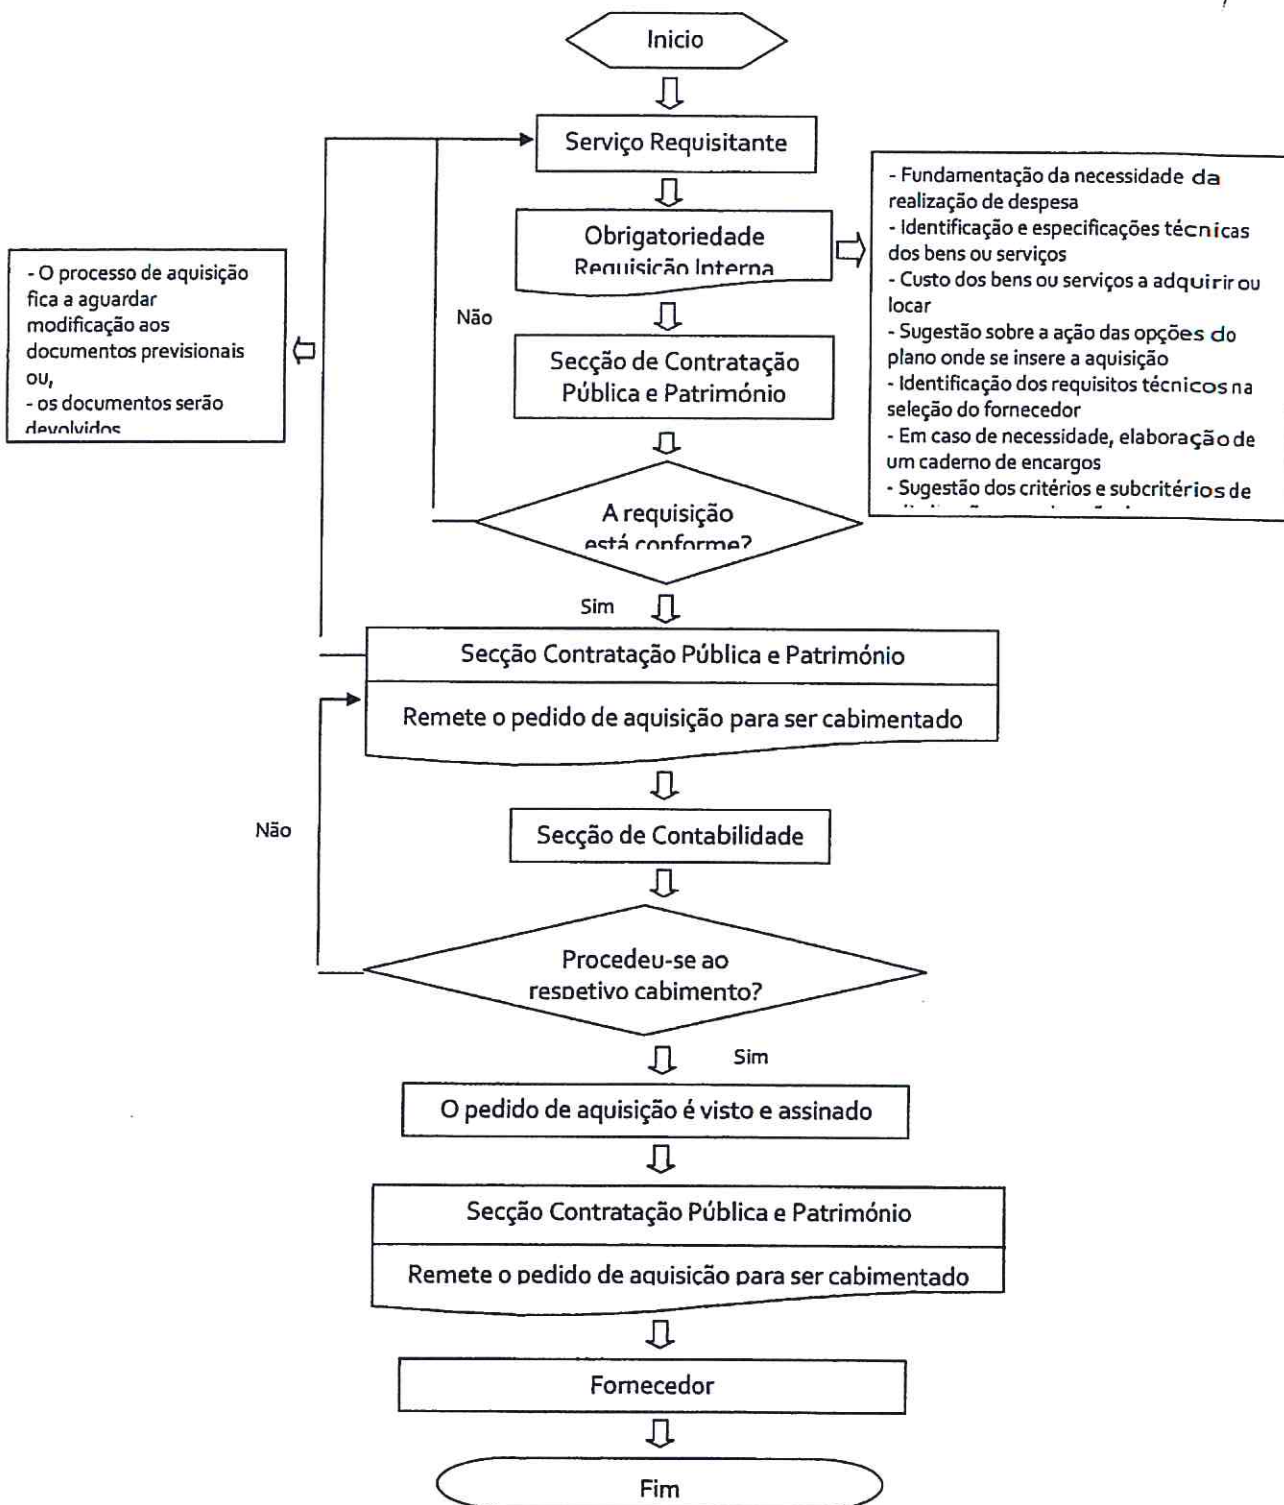 Inicio
Serviço Requisitante
Obrigatoriedade
Requisição Interna
- Fundamentação da necessidade da
realização de despesa
- Identificação e especificações técnicas
dos bens ou serviços
- Custo dos bens ou serviços a adquirir ou
locar
- Sugestão sobre a ação das opções do
plano onde se insere a aquisição
- Identificação dos requisitos técnicos na
seleção do fornecedor
- Em caso de necessidade, elaboração de
um caderno de encargos
- Sugestão dos critérios e subcritérios de
- O processo de aquisição
fica a aguardar
modificação aos
documentos previsionais
ou,
- os documentos serão
devolvidos
Não
Secção de Contratação
Pública e Património
A requisição
está conforme?
Sim
Secção Contratação Pública e Património
Remete o pedido de aquisição para ser cabimentado
Secção de Contabilidade
Não
Procedeu-se ao
respetivo cabimento?
Sim
O pedido de aquisição é visto e assinado
Secção Contratação Pública e Património
Remete o pedido de aquisição para ser cabimentado
Fornecedor
Fim